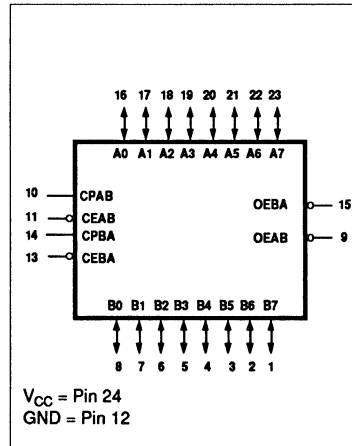 16 17 18 19 20 21 22 23
A0 A1 A2 A3 A4 A5 A6 A7
10 CPAB
OEBA 15
11 CEAB
14 CPBA
OEAB 9
13 CEBA
B0 B1 B2 B3 B4 B5 B6 B7
8 7 6 5 4 3 2 1
VCC = Pin 24
GND = Pin 12